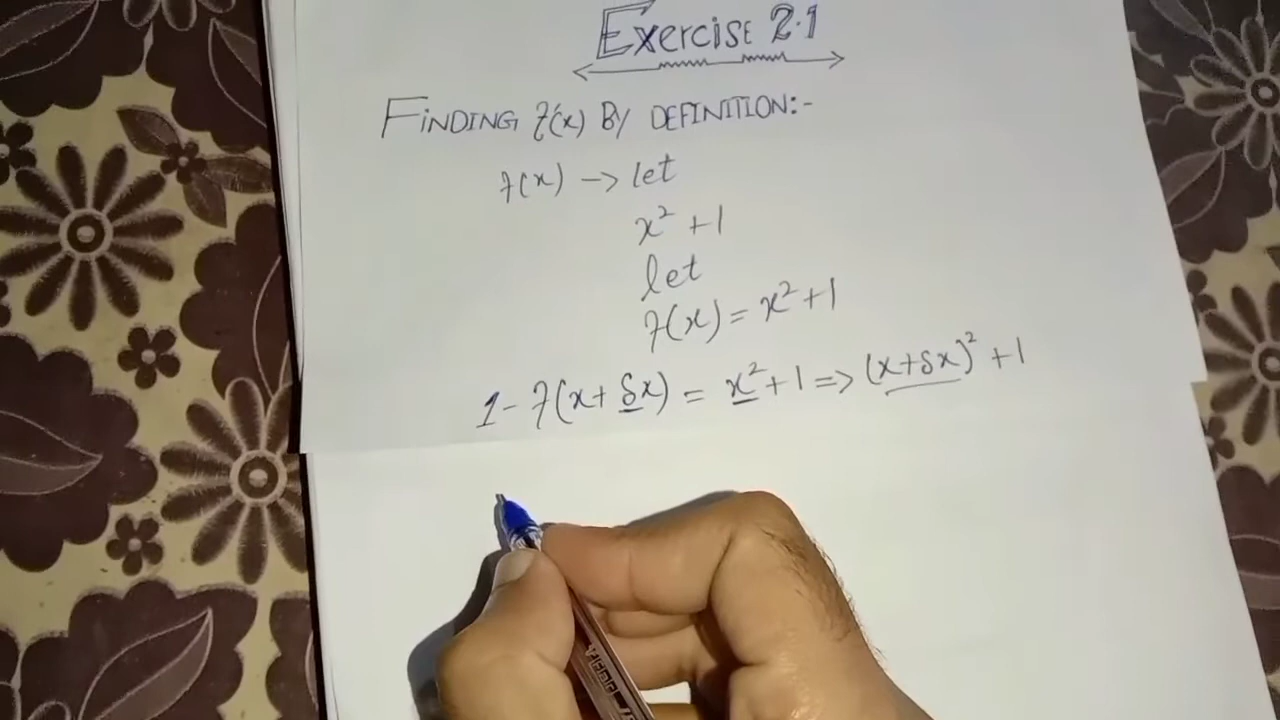 Exercise 2.1
FINDING f'(x) BY DEFINITION:-
f(x) → let
x² + 1
let
f(x) = x² + 1
1- f(x + δx) = x² + 1 => (x + δx)² + 1